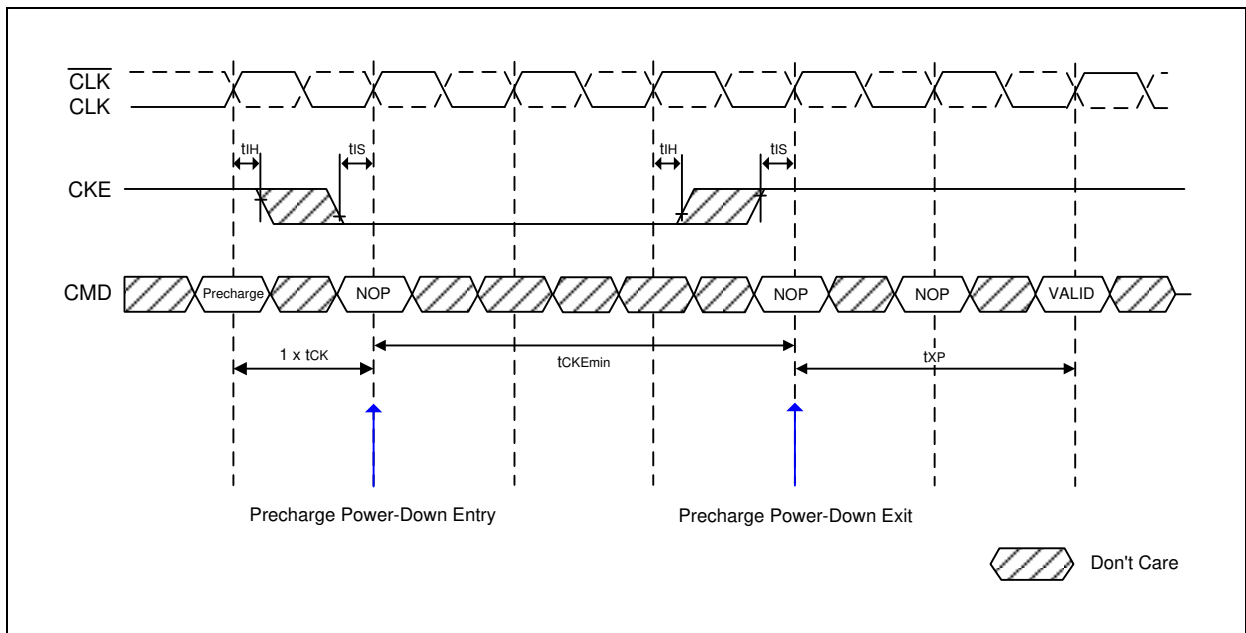 CLK
CLK
tIH
tIS
tIH
tIS
CKE
CMD
Precharge
NOP
NOP
NOP
VALID
1 x tCK
tCKEmin
tXP
Precharge Power-Down Entry
Precharge Power-Down Exit
Don't Care